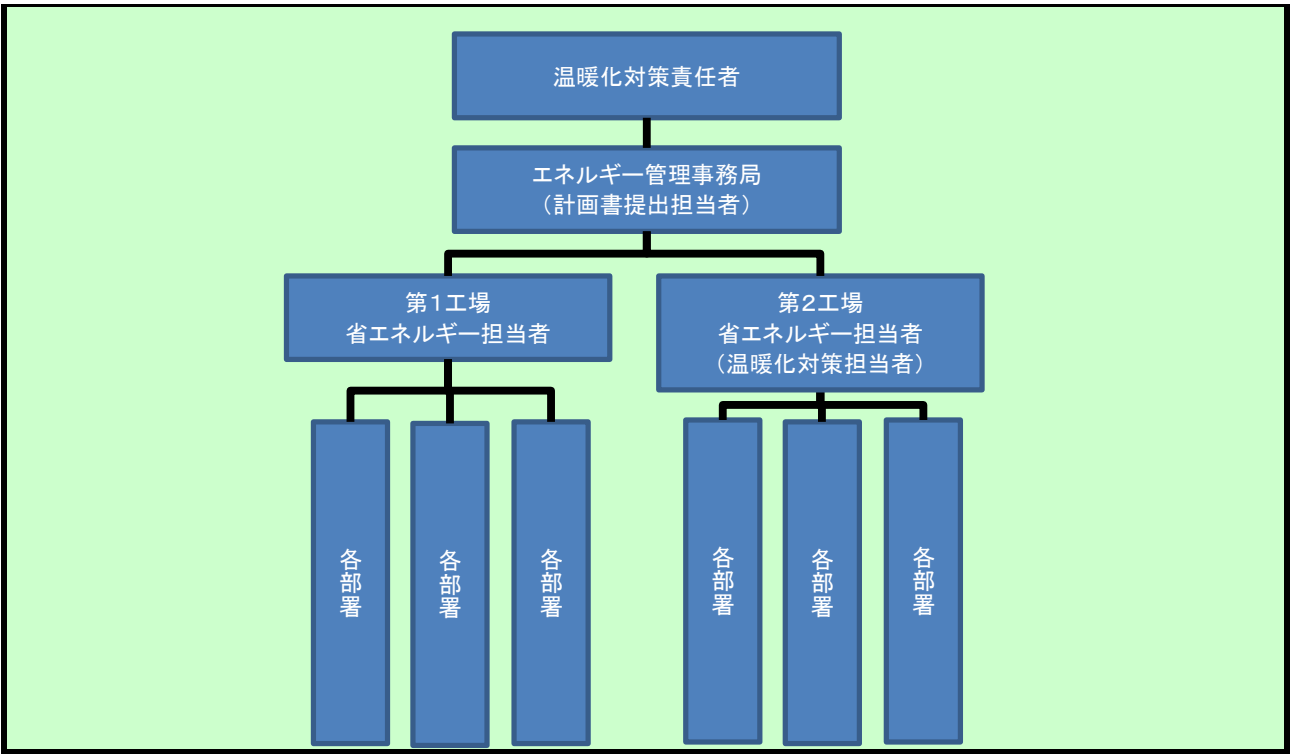 温暖化対策責任者
エネルギー管理事務局
（計画書提出担当者）
第１工場
省エネルギー担当者
第２工場
省エネルギー担当者
（温暖化対策担当者）
各部署
各部署
各部署
各部署
各部署
各部署